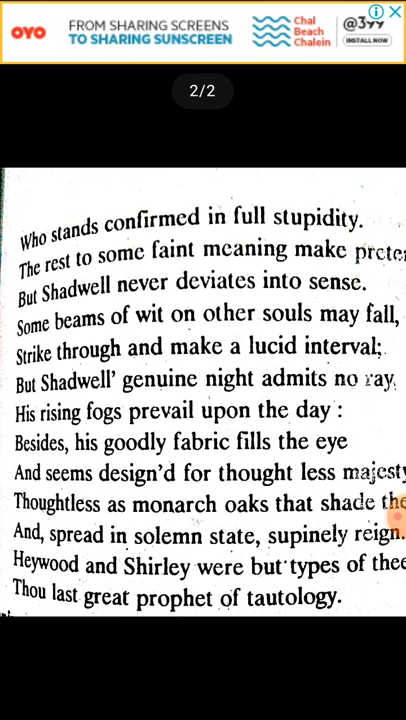 OYO
FROM SHARING SCREENS
TO SHARING SUNSCREEN
Chal
Beach
Chalein
@399
INSTALL NOW
2/2
Who stands confirmed in full stupidity.
The rest to some faint meaning make prete
But Shadwell never deviates into sense.
Some beams of wit on other souls may fall,
Strike through and make a lucid interval;
But Shadwell' genuine night admits no ray,
His rising fogs prevail upon the day :
Besides, his goodly fabric fills the eye
And seems design'd for thought less majesty
Thoughtless as monarch oaks that shade the
And, spread in solemn state, supinely reign.
Heywood and Shirley were but types of thee
Thou last great prophet of tautology.